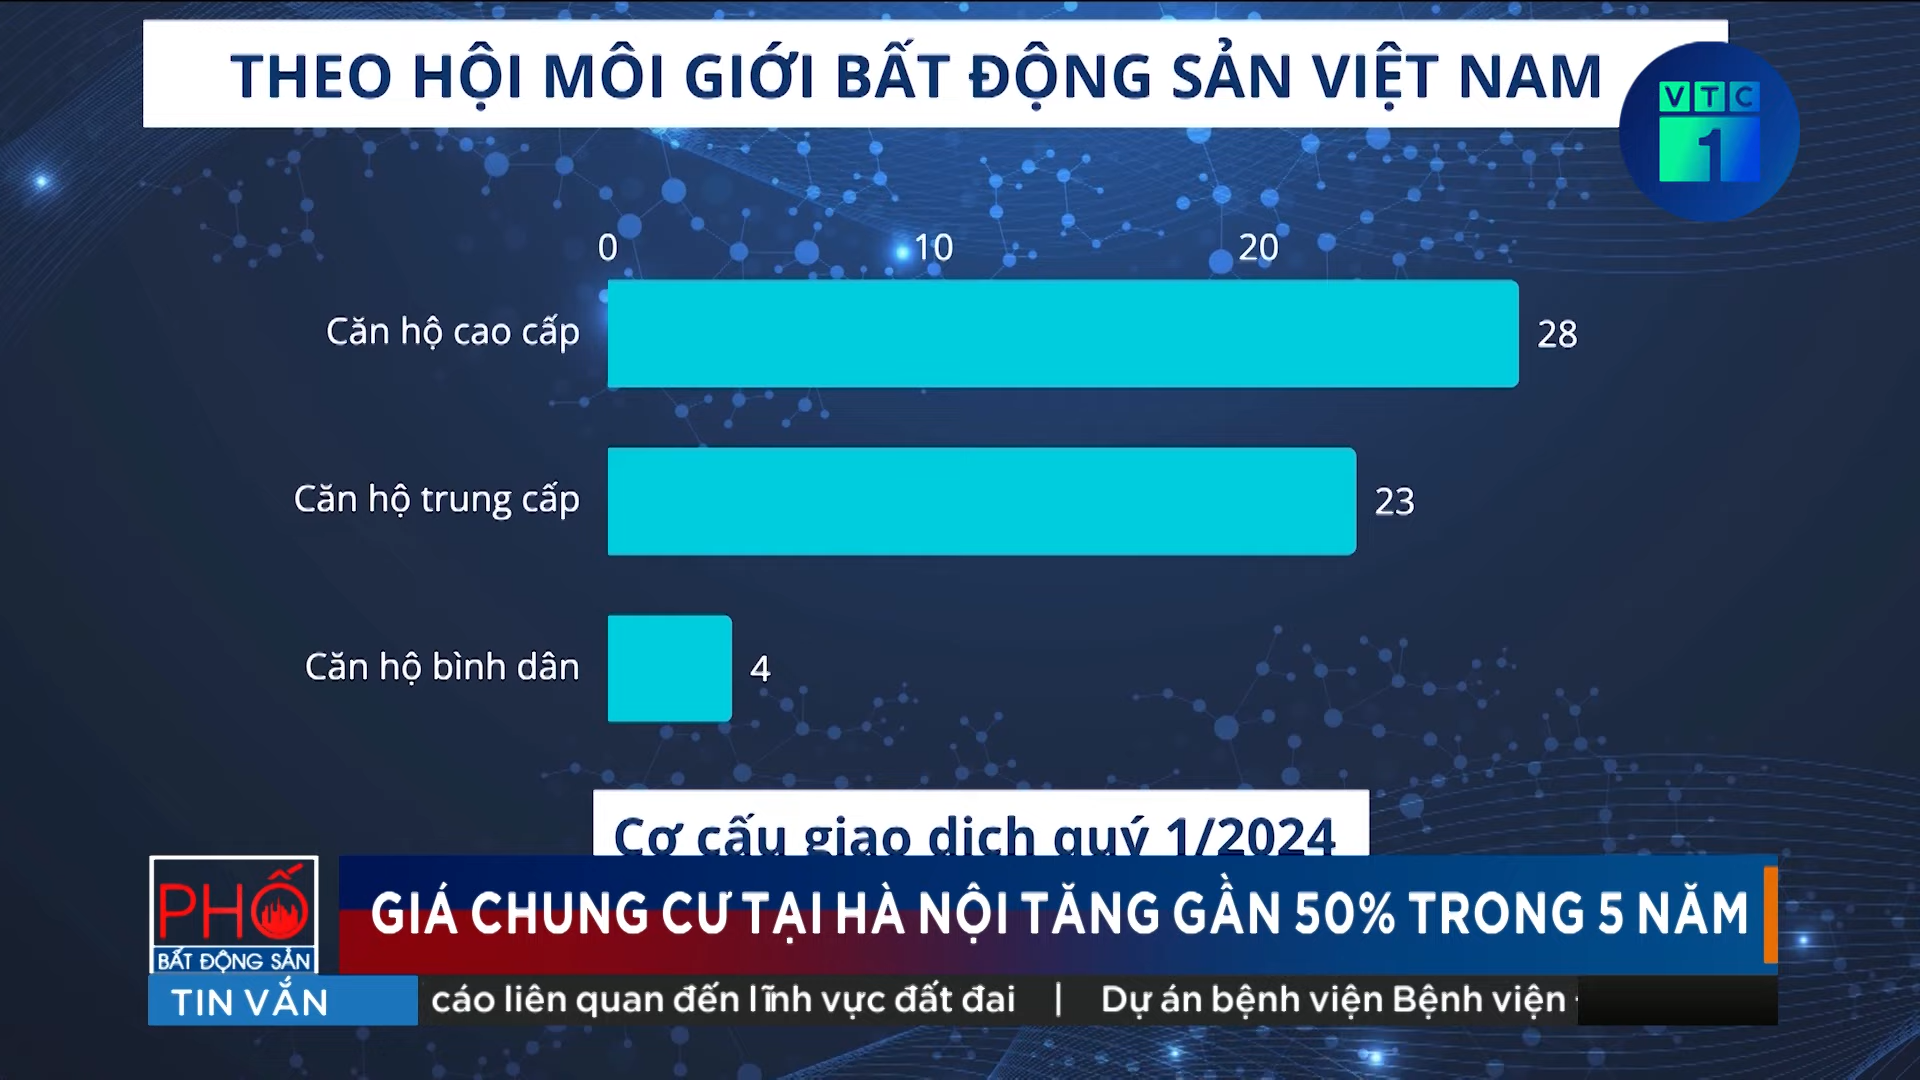 THEO HỘI MÔI GIỚI BẤT ĐỘNG SẢN VIỆT NAM
VTC
1
0 10 20
Căn hộ cao cấp 28
Căn hộ trung cấp 23
Căn hộ bình dân 4
Cơ cấu giao dịch quý 1/2024
PHỐ
BẤT ĐỘNG SẢN
GIÁ CHUNG CƯ TẠI HÀ NỘI TĂNG GẦN 50% TRONG 5 NĂM
TIN VẮN
cáo liên quan đến lĩnh vực đất đai | Dự án bệnh viện Bệnh viện